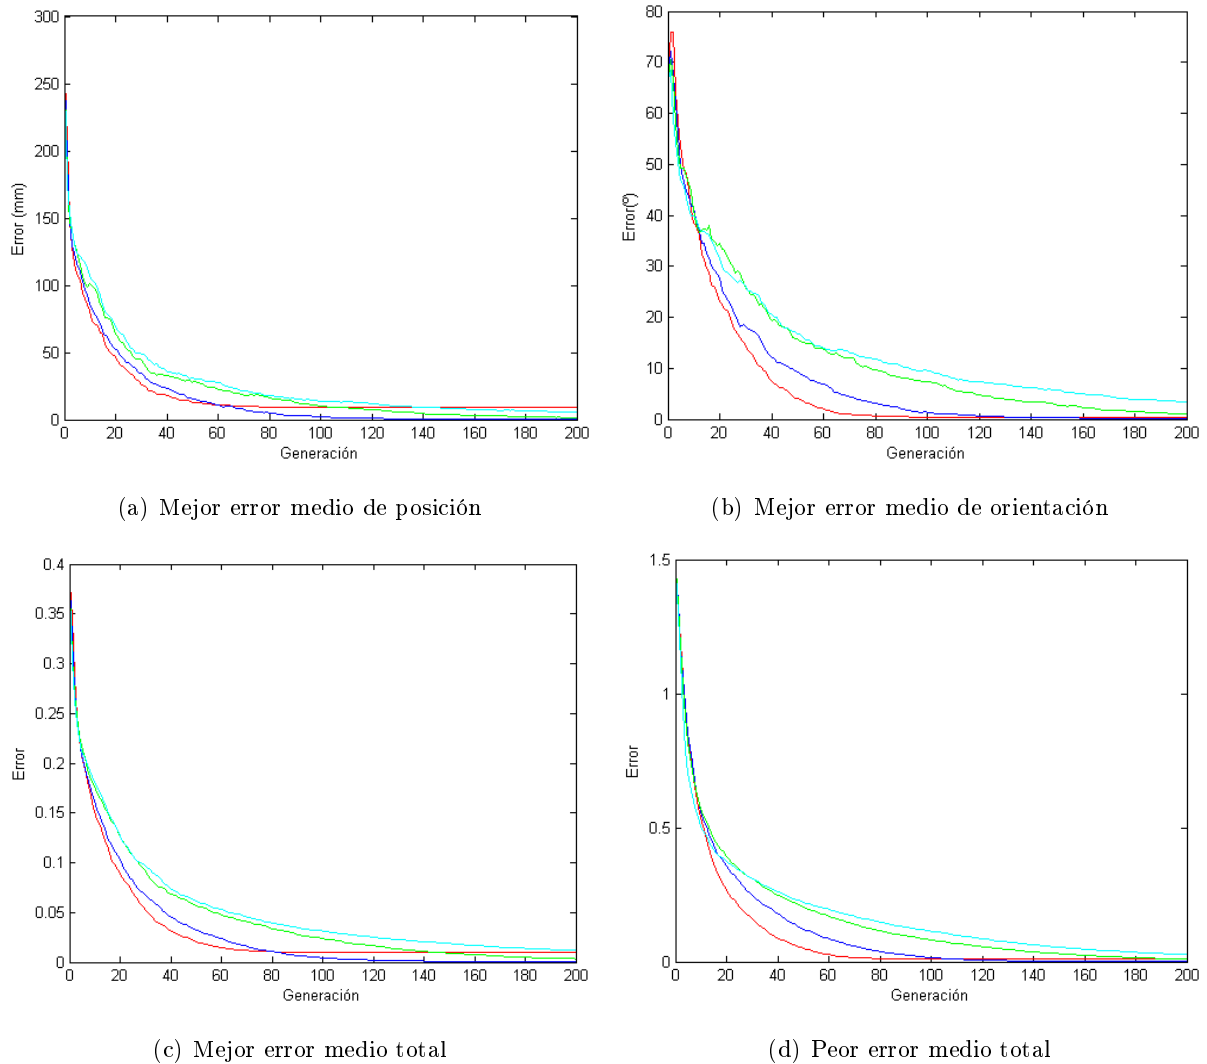 300
250
200
150
100
50
0
Error (mm)
0 20 40 60 80 100 120 140 160 180 200
Generación
(a) Mejor error medio de posición
80
70
60
50
40
30
20
10
0
Error(º)
0 20 40 60 80 100 120 140 160 180 200
Generación
(b) Mejor error medio de orientación
0.4
0.35
0.3
0.25
0.2
0.15
0.1
0.05
0
Error
0 20 40 60 80 100 120 140 160 180 200
Generación
(c) Mejor error medio total
1.5
1
0.5
0
Error
0 20 40 60 80 100 120 140 160 180 200
Generación
(d) Peor error medio total